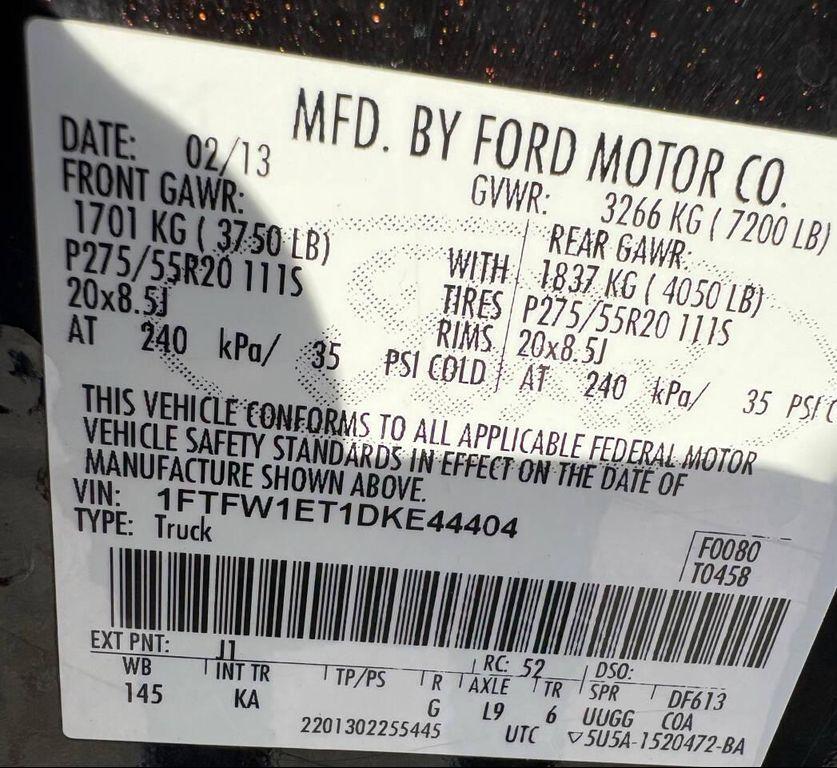 MFD. BY FORD MOTOR CO.
DATE: 02/13 GVWR: 3266 KG ( 7200 LB)
FRONT GAWR: REAR GAWR:
1701 KG ( 3750 LB) WITH 1837 KG ( 4050 LB)
P275/55R20 111S TIRES P275/55R20 111S
20x8.5J RIMS 20x8.5J
AT 240 kPa/ 35 PSI COLD AT 240 kPa/ 35 PSI C
THIS VEHICLE CONFORMS TO ALL APPLICABLE FEDERAL MOTOR
VEHICLE SAFETY STANDARDS IN EFFECT ON THE DATE OF
MANUFACTURE SHOWN ABOVE.
VIN: 1FTFW1ET1DKE44404
TYPE: Truck
F0080
T0458
EXT PNT: J1 RC: 52 DSO:
WB INT TR TP/PS R AXLE TR SPR DF613
145 KA G L9 6 UUGG COA
2201302255445 UTC ▽5U5A-1520472-BA